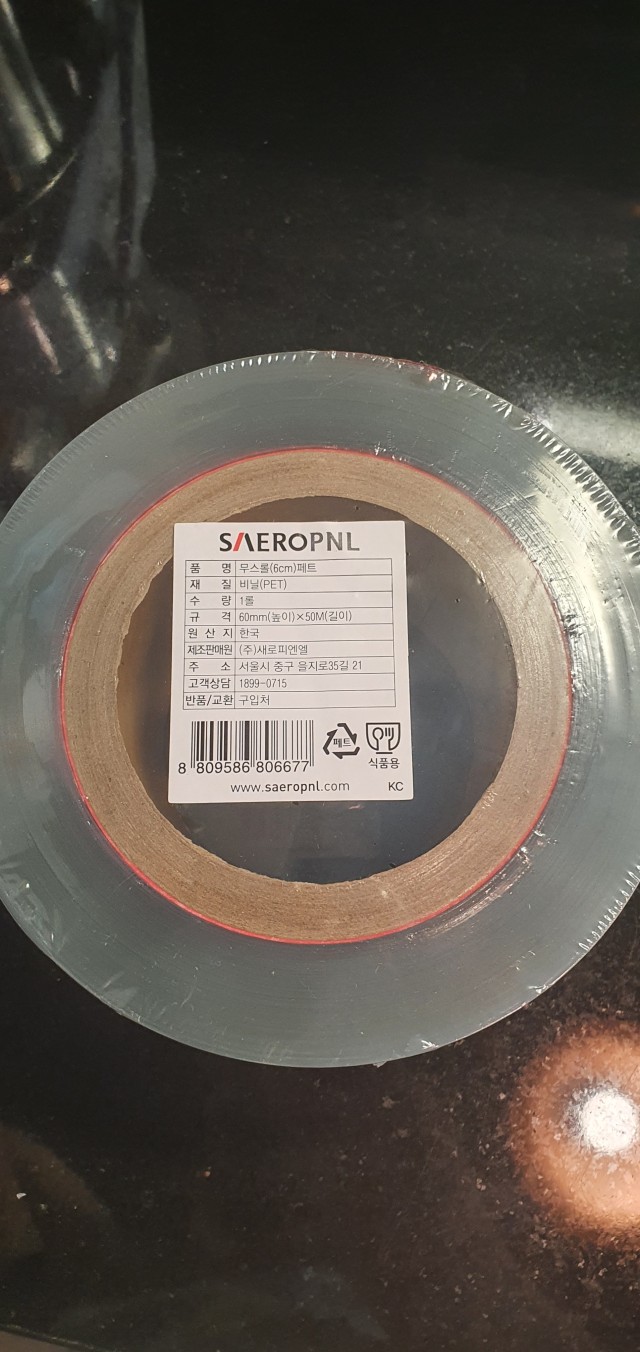 SAEROPNL
품 명 무스롤(6cm)페트
재 질 비닐(PET)
수 량 1롤
규 격 60mm(높이)×50M(길이)
원 산 지 한국
제조판매원 (주)새로피엔엘
주 소 서울시 중구 을지로35길 21
고객상담 1899-0715
반품/교환 구입처
페트
8 809586 806677
식품용
www.saeropnl.com KC